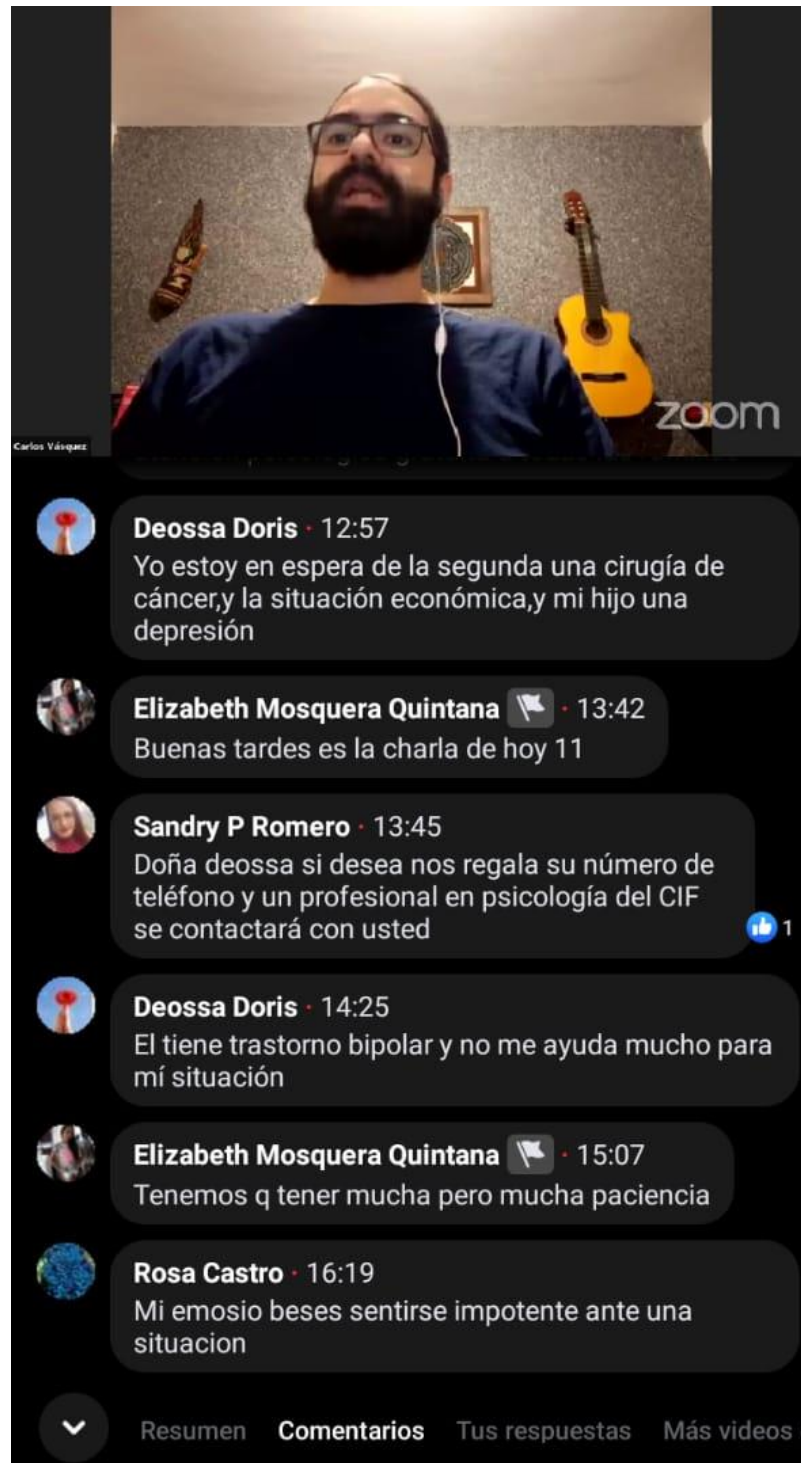 zoom
Carlos Vásquez
Deossa Doris · 12:57
Yo estoy en espera de la segunda una cirugía de
cáncer,y la situación económica,y mi hijo una
depresión
Elizabeth Mosquera Quintana · 13:42
Buenas tardes es la charla de hoy 11
Sandry P Romero · 13:45
Doña deossa si desea nos regala su número de
teléfono y un profesional en psicología del CIF
se contactará con usted
1
Deossa Doris · 14:25
El tiene trastorno bipolar y no me ayuda mucho para
mí situación
Elizabeth Mosquera Quintana · 15:07
Tenemos q tener mucha pero mucha paciencia
Rosa Castro · 16:19
Mi emosio beses sentirse impotente ante una
situacion
Resumen Comentarios Tus respuestas Más videos